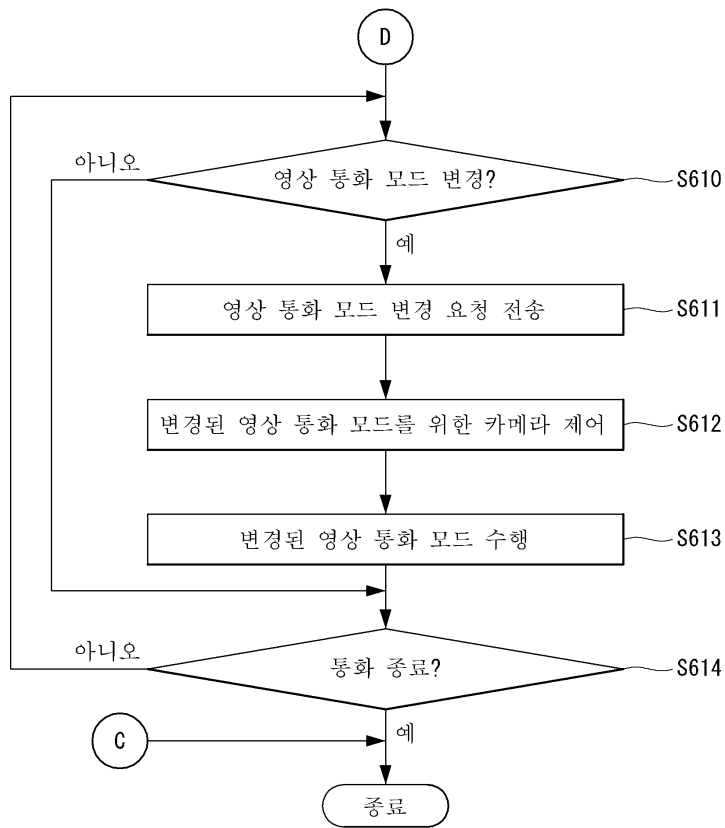 D
아니오
영상 통화 모드 변경?
S610
예
영상 통화 모드 변경 요청 전송
S611
변경된 영상 통화 모드를 위한 카메라 제어
S612
변경된 영상 통화 모드 수행
S613
아니오
통화 종료?
S614
C
예
종료